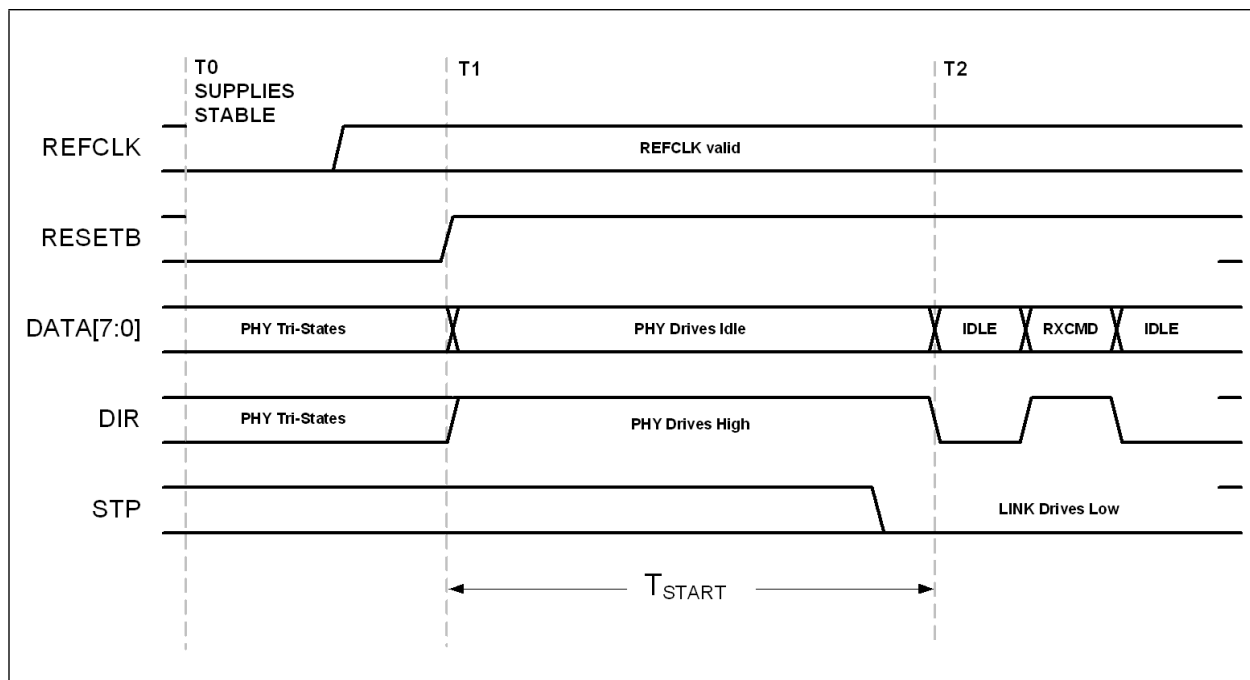 T0
SUPPLIES
STABLE
T1
T2
REFCLK
REFCLK valid
RESETB
DATA[7:0]
PHY Tri-States
PHY Drives Idle
IDLE
RXCMD
IDLE
DIR
PHY Tri-States
PHY Drives High
STP
LINK Drives Low
TSTART